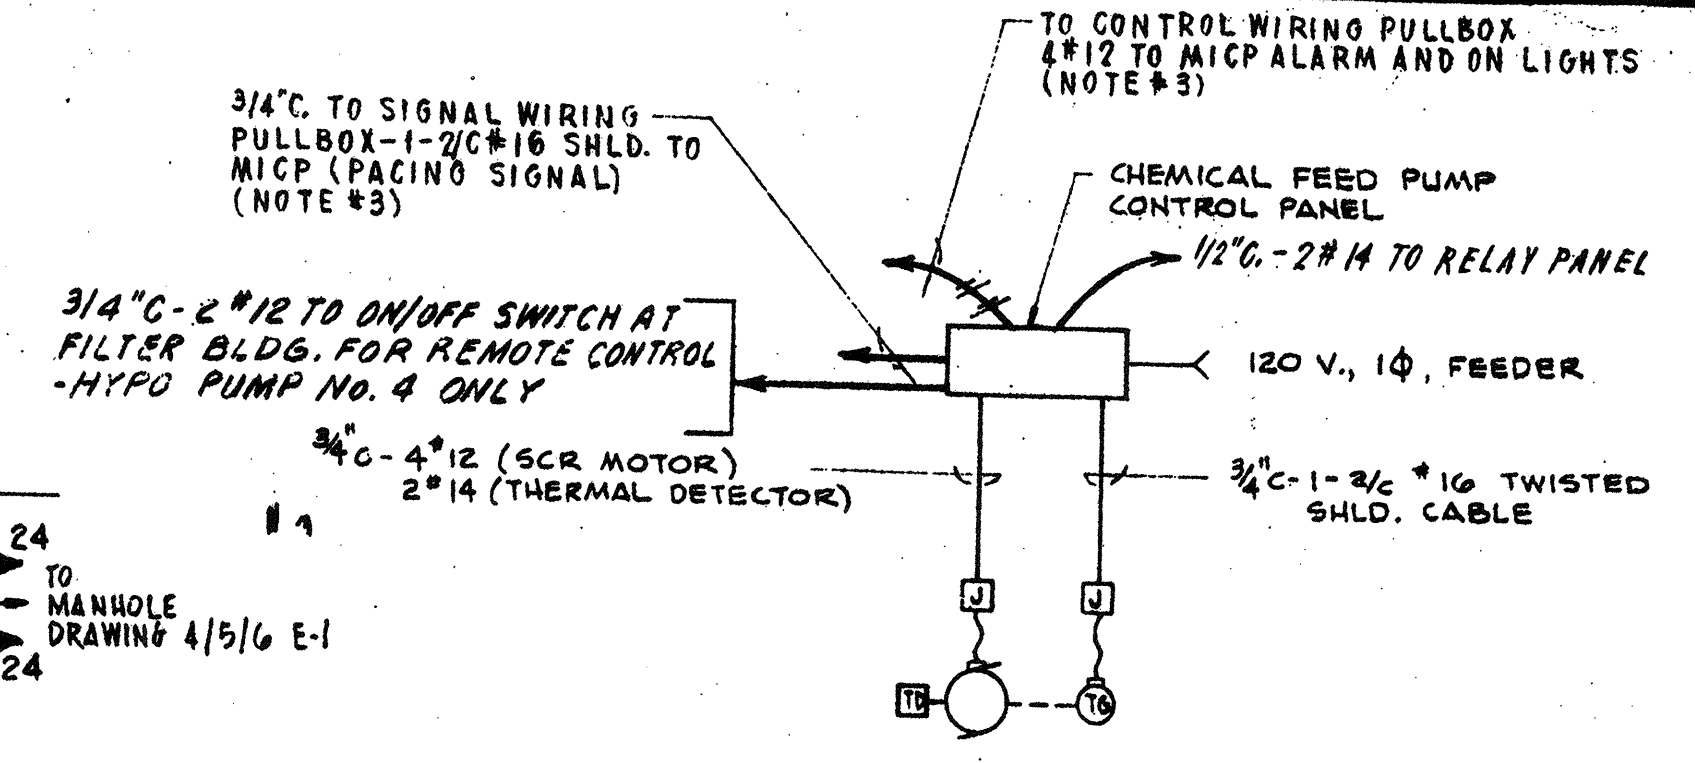 TO CONTROL WIRING PULLBOX
4#12 TO MICP ALARM AND ON LIGHTS
(NOTE #3)
3/4"C. TO SIGNAL WIRING
PULLBOX-1-2/C#16 SHLD. TO
MICP (PACING SIGNAL)
(NOTE #3)
CHEMICAL FEED PUMP
CONTROL PANEL
1/2"C.-2#14 TO RELAY PANEL
3/4"C-2 #12 TO ON/OFF SWITCH AT
FILTER BLDG. FOR REMOTE CONTROL
-HYPO PUMP No. 4 ONLY
120 V., 1Φ, FEEDER
3/4"C-4#12 (SCR MOTOR)
2#14 (THERMAL DETECTOR)
3/4"C-1-2/C #16 TWISTED
SHLD. CABLE
24
TO
MANHOLE
DRAWING 4/5/6 E-1
24
J
J
TD
TG